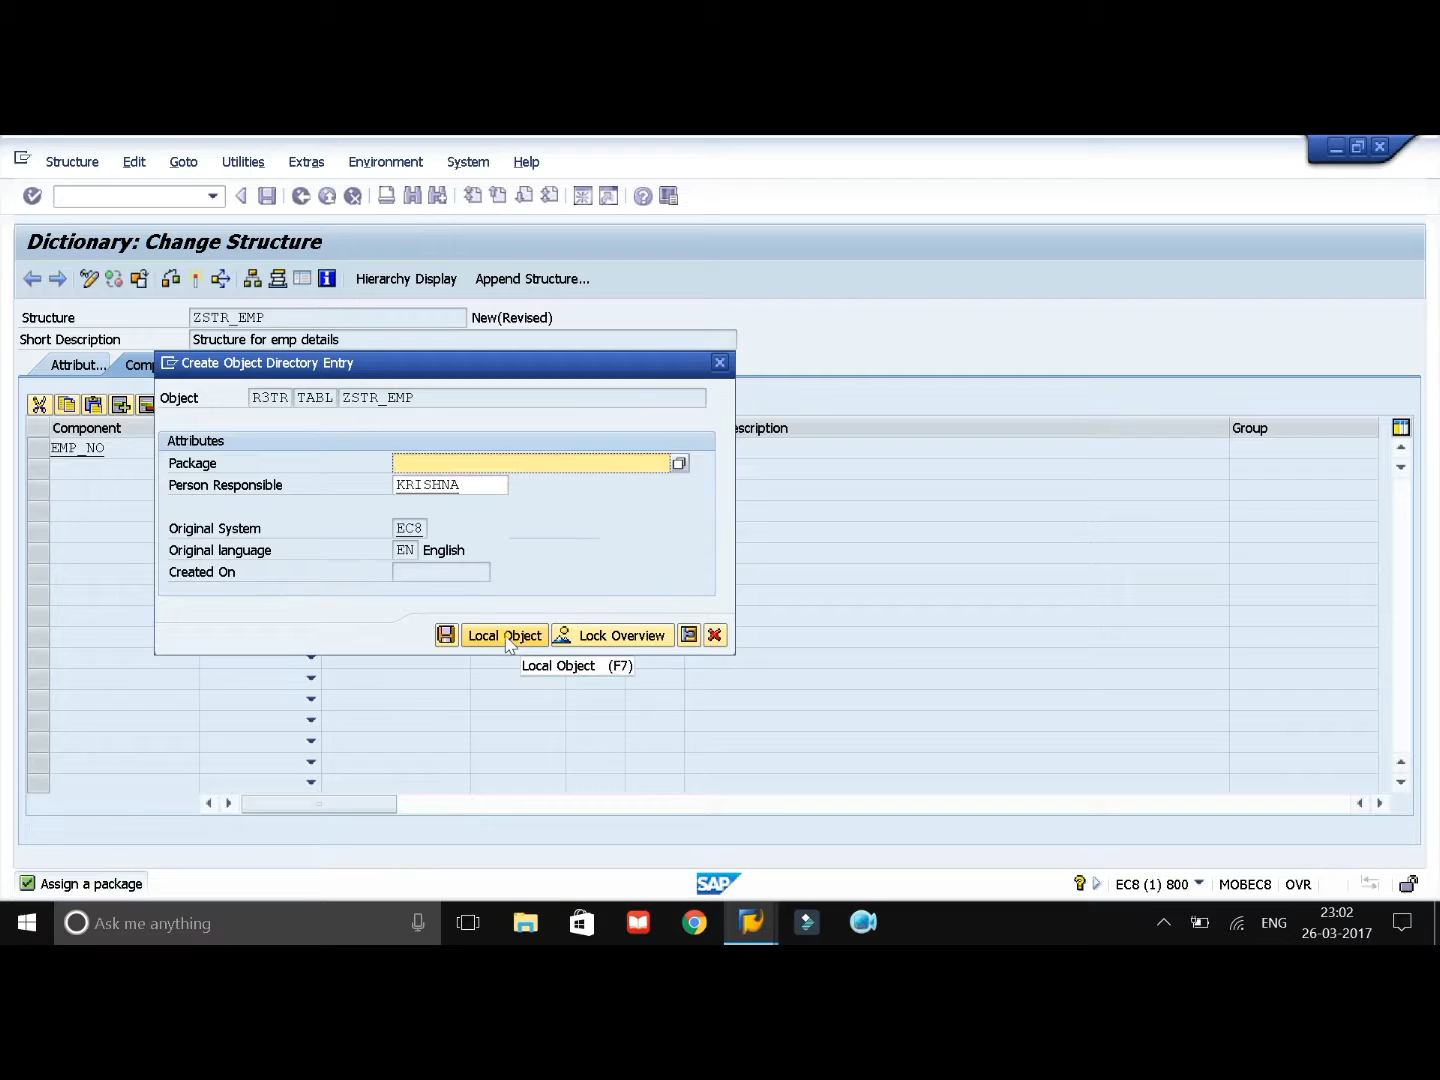 Structure Edit Goto Utilities Extras Environment System Help
Dictionary: Change Structure
Hierarchy Display Append Structure...
Structure ZSTR_EMP New(Revised)
Short Description Structure for emp details
Attribut... Com
Create Object Directory Entry
Object R3TR TABL ZSTR_EMP
Component escription Group
Attributes
EMP_NO
Package
Person Responsible KRISHNA
Original System EC8
Original language EN English
Created On
Local Object Lock Overview
Local Object (F7)
Assign a package SAP EC8 (1) 800 MOBEC8 OVR
Ask me anything ENG 23:02
26-03-2017